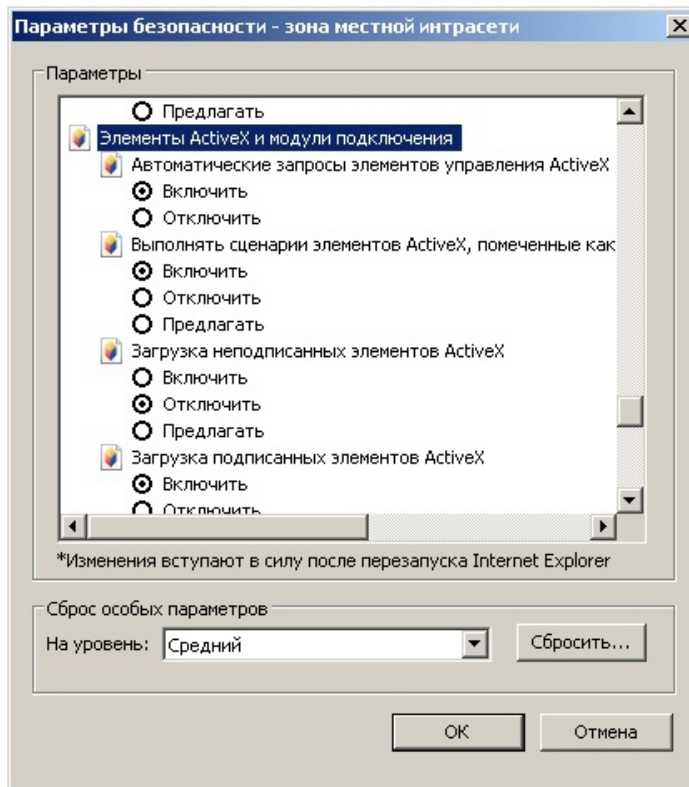 Параметры безопасности - зона местной интрасети
Параметры
Предлагать
Элементы ActiveX и модули подключения
Автоматические запросы элементов управления ActiveX
Включить
Отключить
Выполнять сценарии элементов ActiveX, помеченные как
Включить
Отключить
Предлагать
Загрузка неподписанных элементов ActiveX
Включить
Отключить
Предлагать
Загрузка подписанных элементов ActiveX
Включить
Отключить
*Изменения вступают в силу после перезапуска Internet Explorer
Сброс особых параметров
На уровень: Средний Сбросить...
ОК Отмена